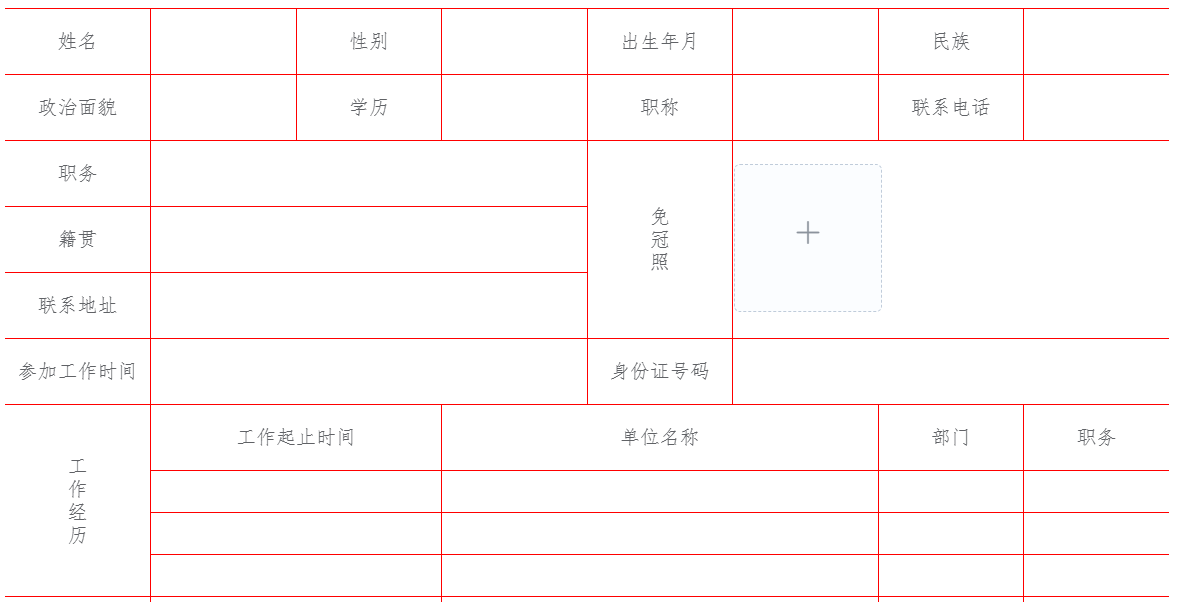 姓名 性别 出生年月 民族
政治面貌 学历 职称 联系电话
职务
籍贯
联系地址
免
冠
照
参加工作时间 身份证号码
工作起止时间 单位名称 部门 职务
工
作
经
历